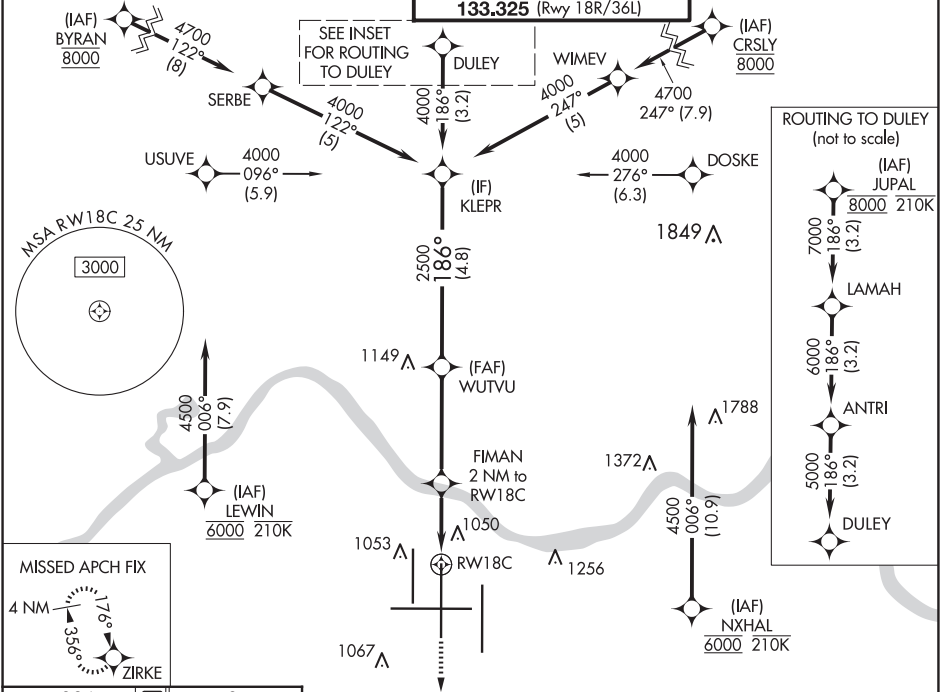 133.325 (Rwy 18R/36L)
(IAF)
BYRAN
8000
4700
122°
(8)
SERBE
4000
122°
(5)
SEE INSET
FOR ROUTING
TO DULEY
DULEY
4000
186°
(3.2)
WIMEV
4000
247°
(5)
(IAF)
CRSLY
8000
4700
247° (7.9)
USUVE
4000
096°
(5.9)
(IF)
KLEPR
4000
276°
(6.3)
DOSKE
1849
MSA RW18C 25 NM
3000
2500
186°
(4.8)
1149
(FAF)
WUTVU
4500
006°
(7.9)
(IAF)
LEWIN
6000 210K
FIMAN
2 NM to
RW18C
1050
1053
RW18C
1256
1067
1372
1788
4500
006°
(10.9)
(IAF)
NXHAL
6000 210K
ROUTING TO DULEY
(not to scale)
(IAF)
JUPAL
8000 210K
7000
186°
(3.2)
LAMAH
6000
186°
(3.2)
ANTRI
5000
186°
(3.2)
DULEY
MISSED APCH FIX
4 NM
176°
356°
ZIRKE